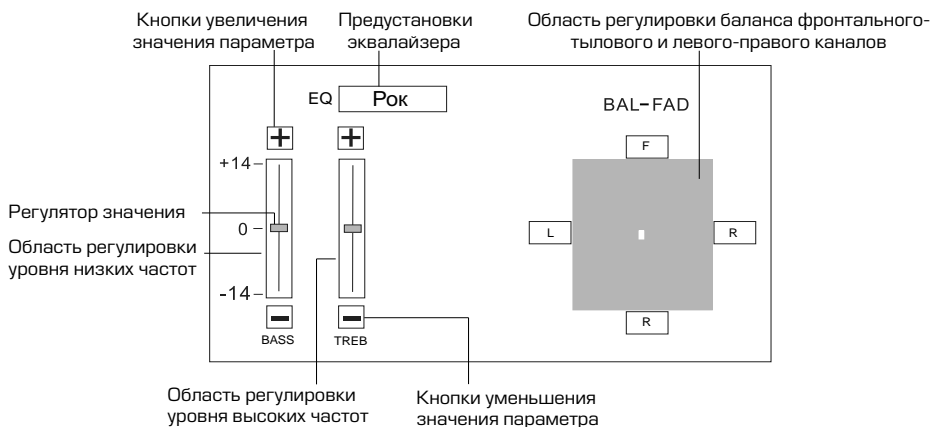 Кнопки увеличения
значения параметра
Предустановки
эквалайзера
Область регулировки баланса фронтального-
тылового и левого-правого каналов
EQ Рок
BAL-FAD
F
+14
Регулятор значения
0
L
R
Область регулировки
уровня низких частот
-14
R
BASS
TREB
Область регулировки
уровня высоких частот
Кнопки уменьшения
значения параметра